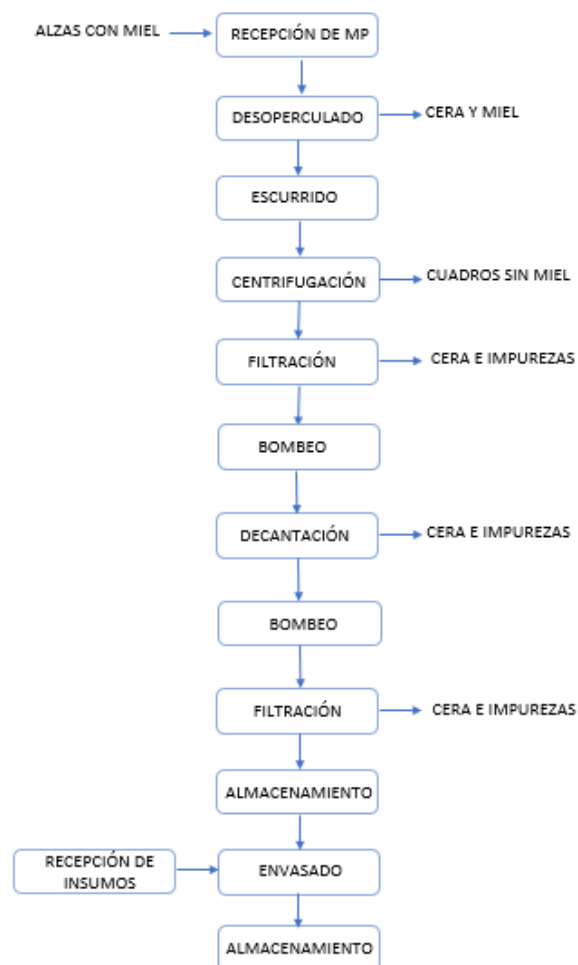 ALZAS CON MIEL
RECEPCIÓN DE MP
DESOPERCULADO
CERA Y MIEL
ESCURRIDO
CENTRIFUGACIÓN
CUADROS SIN MIEL
FILTRACIÓN
CERA E IMPUREZAS
BOMBEO
DECANTACIÓN
CERA E IMPUREZAS
BOMBEO
FILTRACIÓN
CERA E IMPUREZAS
ALMACENAMIENTO
RECEPCIÓN DE
INSUMOS
ENVASADO
ALMACENAMIENTO